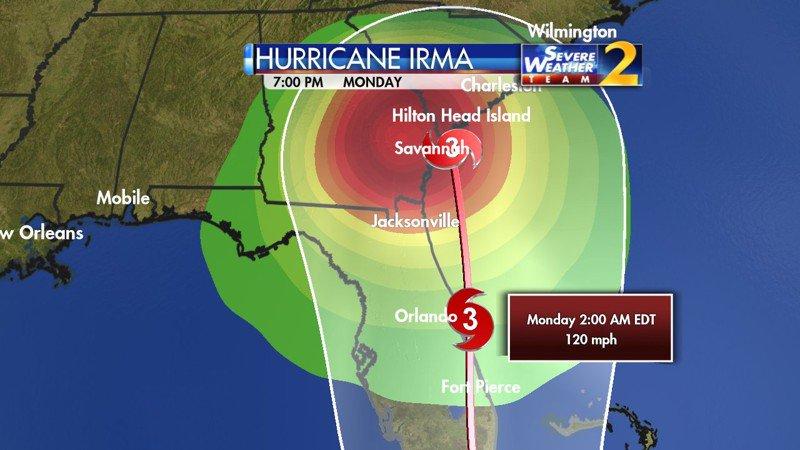 Wilmington
HURRICANE IRMA
SEVERE
WEATHER
TEAM
2
7:00 PM MONDAY
Charleston
Hilton Head Island
Savannah
3
Mobile
Jacksonville
w Orleans
Orlando
3
Monday 2:00 AM EDT
120 mph
Fort Pierce